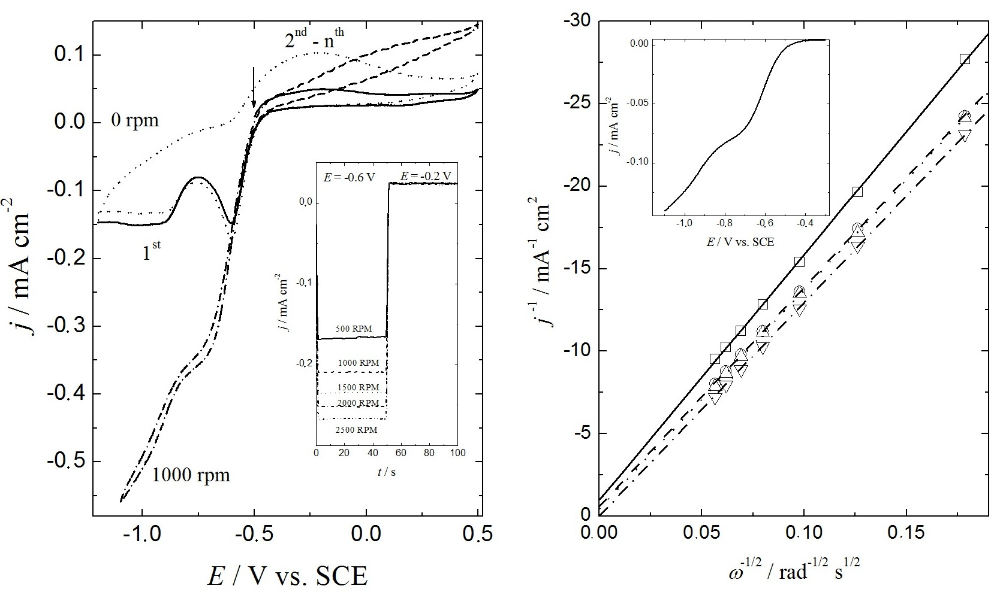 2nd - nth
0.1
0.0
-0.1
-0.2
-0.3
-0.4
-0.5
0 rpm
1st
1000 rpm
j / mA cm-2
-1.0
-0.5
0.0
0.5
E / V vs. SCE
E = -0.6 V
E = -0.2 V
0.0
-0.1
-0.2
500 RPM
1000 RPM
1500 RPM
2000 RPM
2500 RPM
j / mA cm-2
0
20
40
60
80
100
t / s
-30
-25
-20
-15
-10
-5
0
j-1 / mA-1 cm2
0.00
0.05
0.10
0.15
ω-1/2 / rad-1/2 s1/2
0.00
-0.05
-0.10
j / mA cm-2
-1.0
-0.8
-0.6
-0.4
E / V vs. SCE